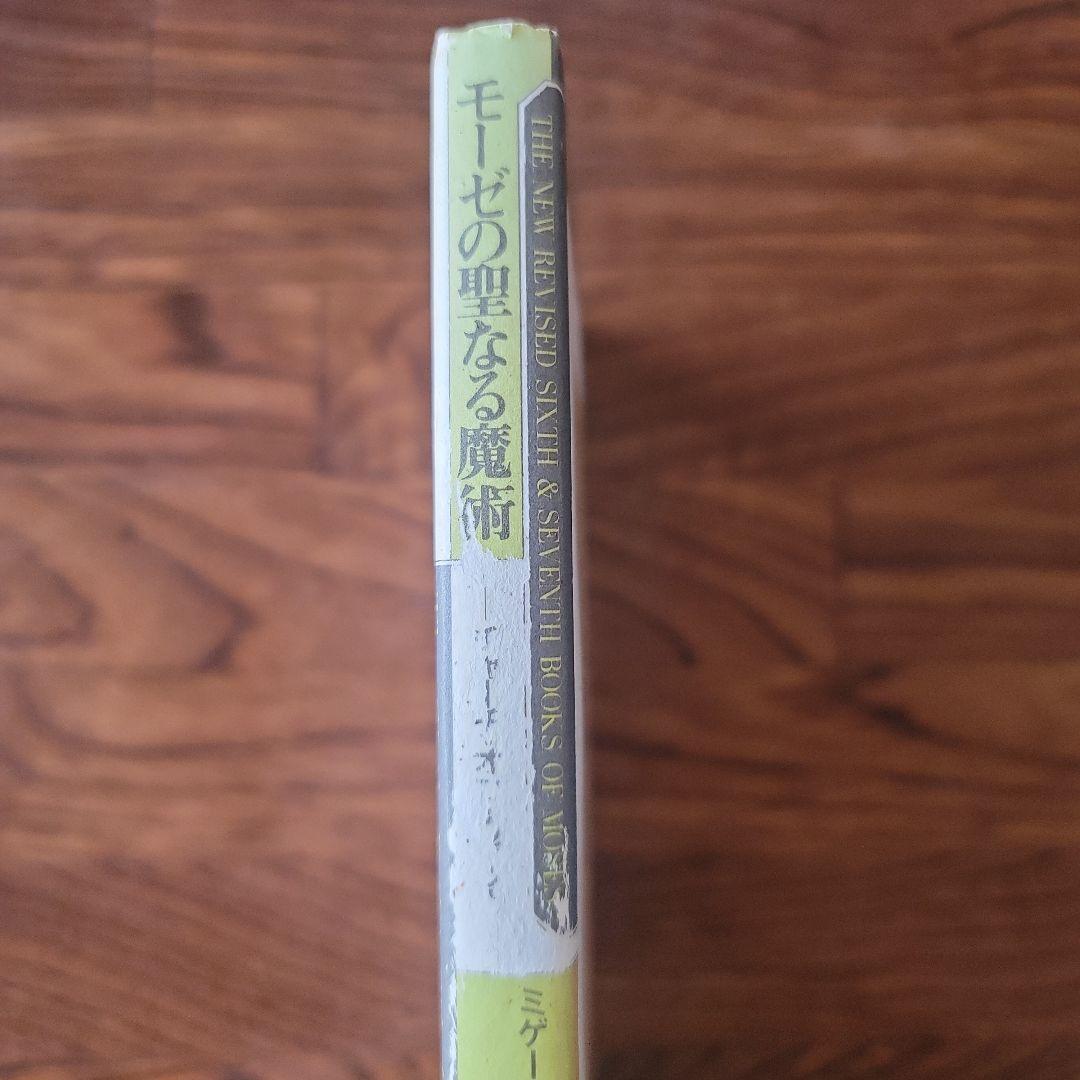 THE NEW REVISED SIXTH & SEVENTH BOOKS OF MOSES
モーゼの聖なる魔術
ミゲー